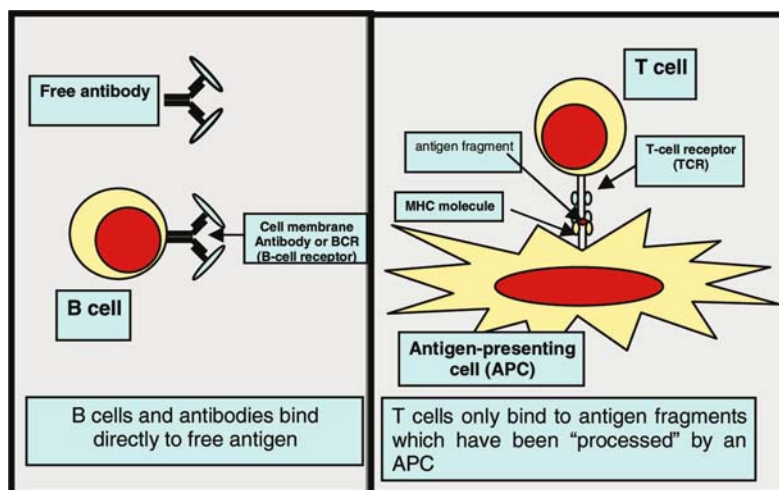 Free antibody
Cell membrane
Antibody or BCR
(B-cell receptor)
B cell
B cells and antibodies bind
directly to free antigen
T cell
antigen fragment
T-cell receptor
(TCR)
MHC molecule
Antigen-presenting
cell (APC)
T cells only bind to antigen fragments
which have been “processed” by an
APC